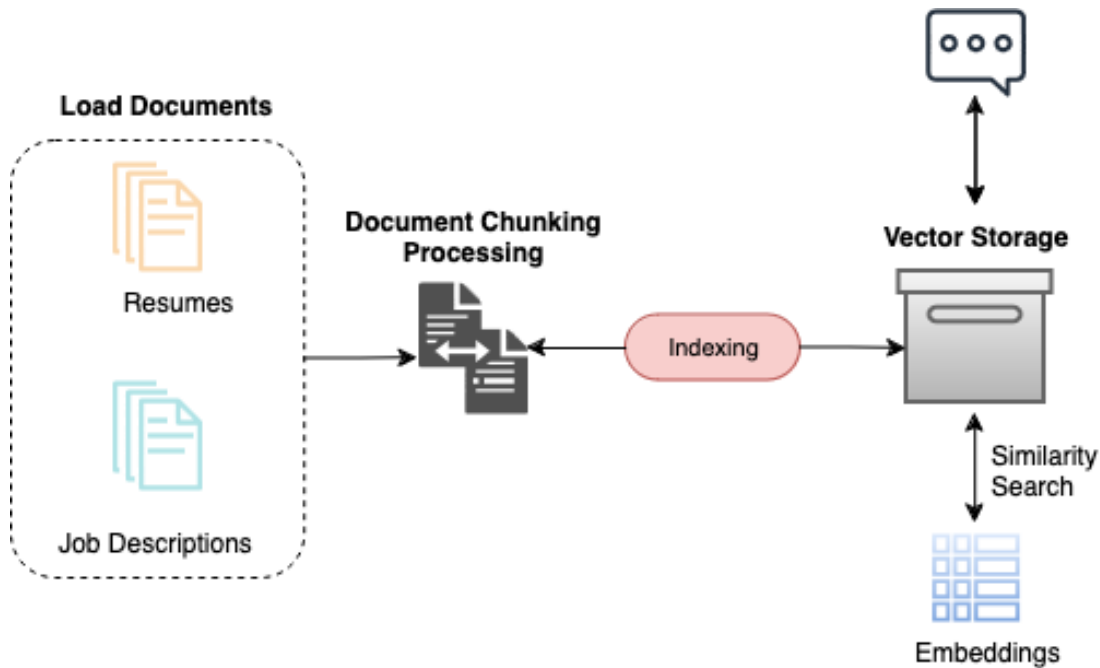 Load Documents
Resumes
Job Descriptions
Document Chunking
Processing
Indexing
Vector Storage
Similarity
Search
Embeddings